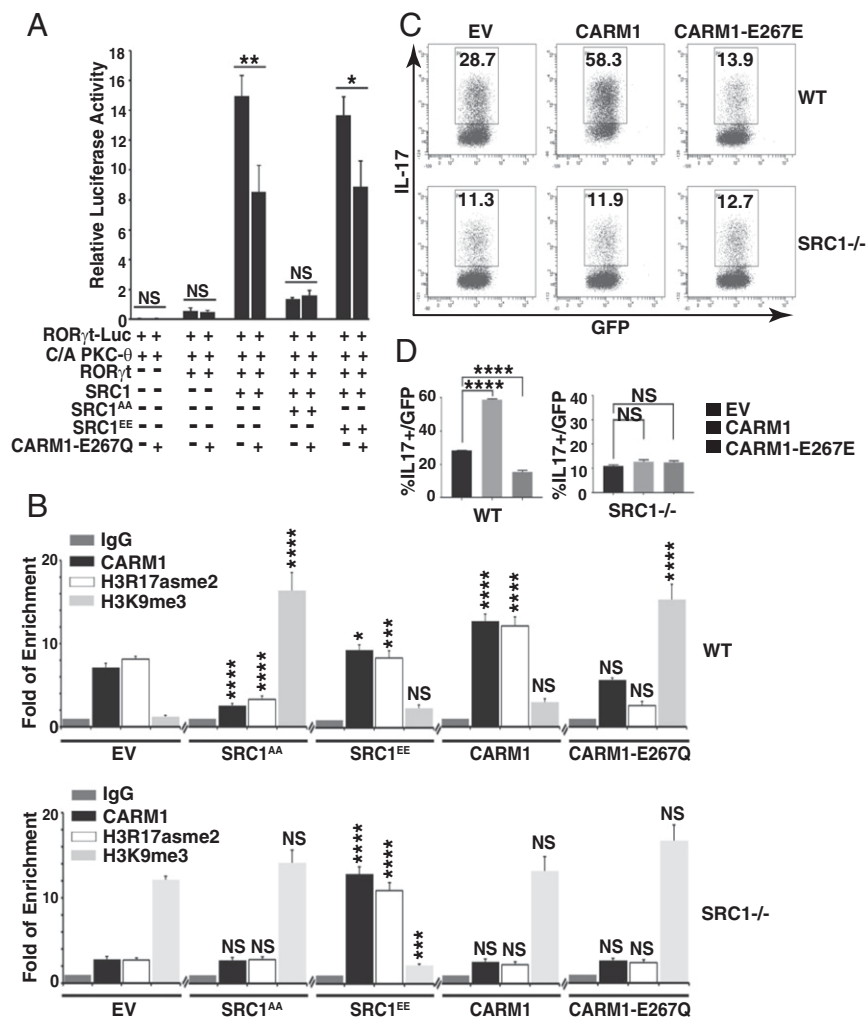 A
Relative Luciferase Activity
18
16
14
12
10
8
6
4
2
0
NS
NS
**
NS
*
RORγt-Luc + + + + + + + + + +
C/A PKC-θ + + + + + + + + + +
RORγt - - + + + + + + + +
SRC1 - - - - + + + + + +
SRC1AA - - - - - - + + - -
SRC1EE - - - - - - - - + +
CARM1-E267Q - + - + - + - + - +
C
EV CARM1 CARM1-E267E
28.7 58.3 13.9
WT
11.3 11.9 12.7
SRC1-/-
IL-17
GFP
D
%IL17+/GFP
60
40
20
0
****
****
WT
%IL17+/GFP
40
30
20
10
0
NS
NS
SRC1-/-
EV
CARM1
CARM1-E267E
B
Fold of Enrichment
20
10
0
IgG
CARM1
H3R17asme2
H3K9me3
**** **** ****
* *** NS
**** **** NS
NS NS ****
WT
EV SRC1AA SRC1EE CARM1 CARM1-E267Q
Fold of Enrichment
20
10
0
IgG
CARM1
H3R17asme2
H3K9me3
NS NS NS
**** **** ***
NS NS NS
NS NS NS
SRC1-/-
EV SRC1AA SRC1EE CARM1 CARM1-E267Q